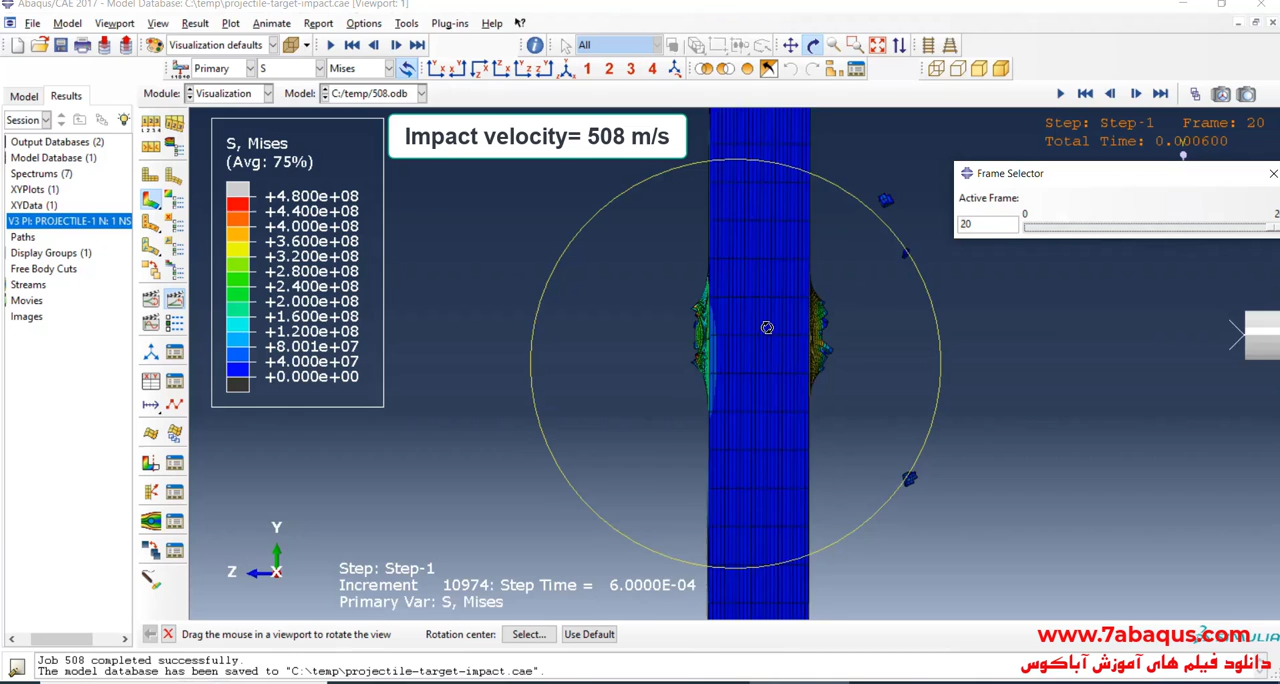 Abaqus/CAE 2017 - Model Database: C:\temp\projectile-target-impact.cae [Viewport: 1]
File Model Viewport View Result Plot Animate Report Options Tools Plug-ins Help
Visualization defaults All
Primary S Mises 1 2 3 4
Model Results Module: Visualization Model: C:/temp/508.odb
Session
Output Databases (2)
Model Database (1)
Spectrums (7)
XYPlots (1)
XYData (1)
V3 PI: PROJECTILE-1 N: 1 NS
Paths
Display Groups (1)
Free Body Cuts
Streams
Movies
Images
S, Mises
(Avg: 75%)
+4.800e+08
+4.400e+08
+4.000e+08
+3.600e+08
+3.200e+08
+2.800e+08
+2.400e+08
+2.000e+08
+1.600e+08
+1.200e+08
+8.001e+07
+4.000e+07
+0.000e+00
Impact velocity= 508 m/s
Step: Step-1 Frame: 20
Total Time: 0.000600
Frame Selector
Active Frame:
20
0
2
Y
Z X
Step: Step-1
Increment 10974: Step Time = 6.0000E-04
Primary Var: S, Mises
Drag the mouse in a viewport to rotate the view Rotation center: Select... Use Default
www.7abaqus.com
دانلود فیلم های آموزش آباکوس
Job 508 completed successfully.
The model database has been saved to "C:\temp\projectile-target-impact.cae".